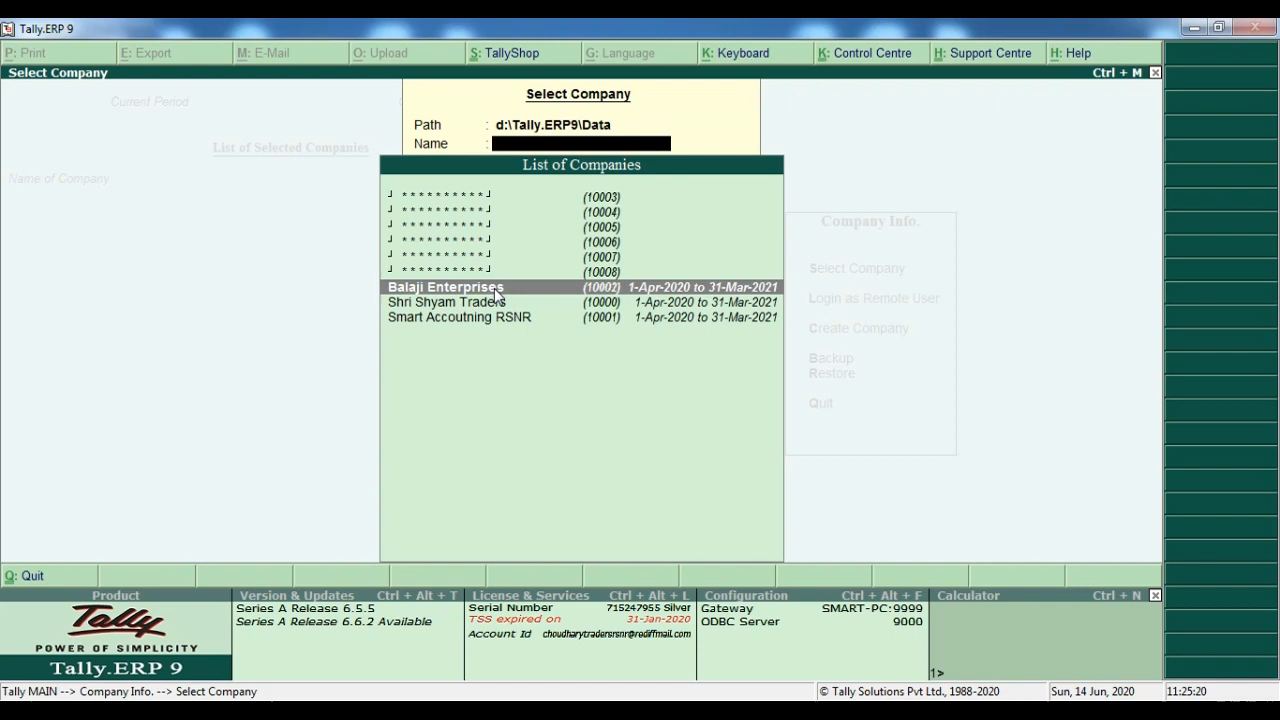 Tally.ERP 9
P: Print E: Export M: E-Mail O: Upload S: TallyShop G: Language K: Keyboard K: Control Centre H: Support Centre H: Help
Select Company Ctrl + M
Current Period
List of Selected Companies
Name of Company
Select Company
Path : d:\Tally.ERP9\Data
Name :
List of Companies
┘ **********┘ (10003)
┘ **********┘ (10004)
┘ **********┘ (10005)
┘ **********┘ (10006)
┘ **********┘ (10007)
┘ **********┘ (10008)
Balaji Enterprises (10002) 1-Apr-2020 to 31-Mar-2021
Shri Shyam Traders (10000) 1-Apr-2020 to 31-Mar-2021
Smart Accoutning RSNR (10001) 1-Apr-2020 to 31-Mar-2021
Company Info.
Select Company
Login as Remote User
Create Company
Backup
Restore
Quit
Q: Quit
Product
Tally
POWER OF SIMPLICITY
Tally.ERP 9
Version & Updates Ctrl + Alt + T
Series A Release 6.5.5
Series A Release 6.6.2 Available
License & Services Ctrl + Alt + L
Serial Number 715247955 Silver
TSS expired on 31-Jan-2020
Account Id choudharytradersrsnr@rediffmail.com
Configuration Ctrl + Alt + F
Gateway SMART-PC:9999
ODBC Server 9000
Calculator Ctrl + N
1>
Tally MAIN --> Company Info. --> Select Company © Tally Solutions Pvt Ltd., 1988-2020 Sun, 14 Jun, 2020 11:25:20